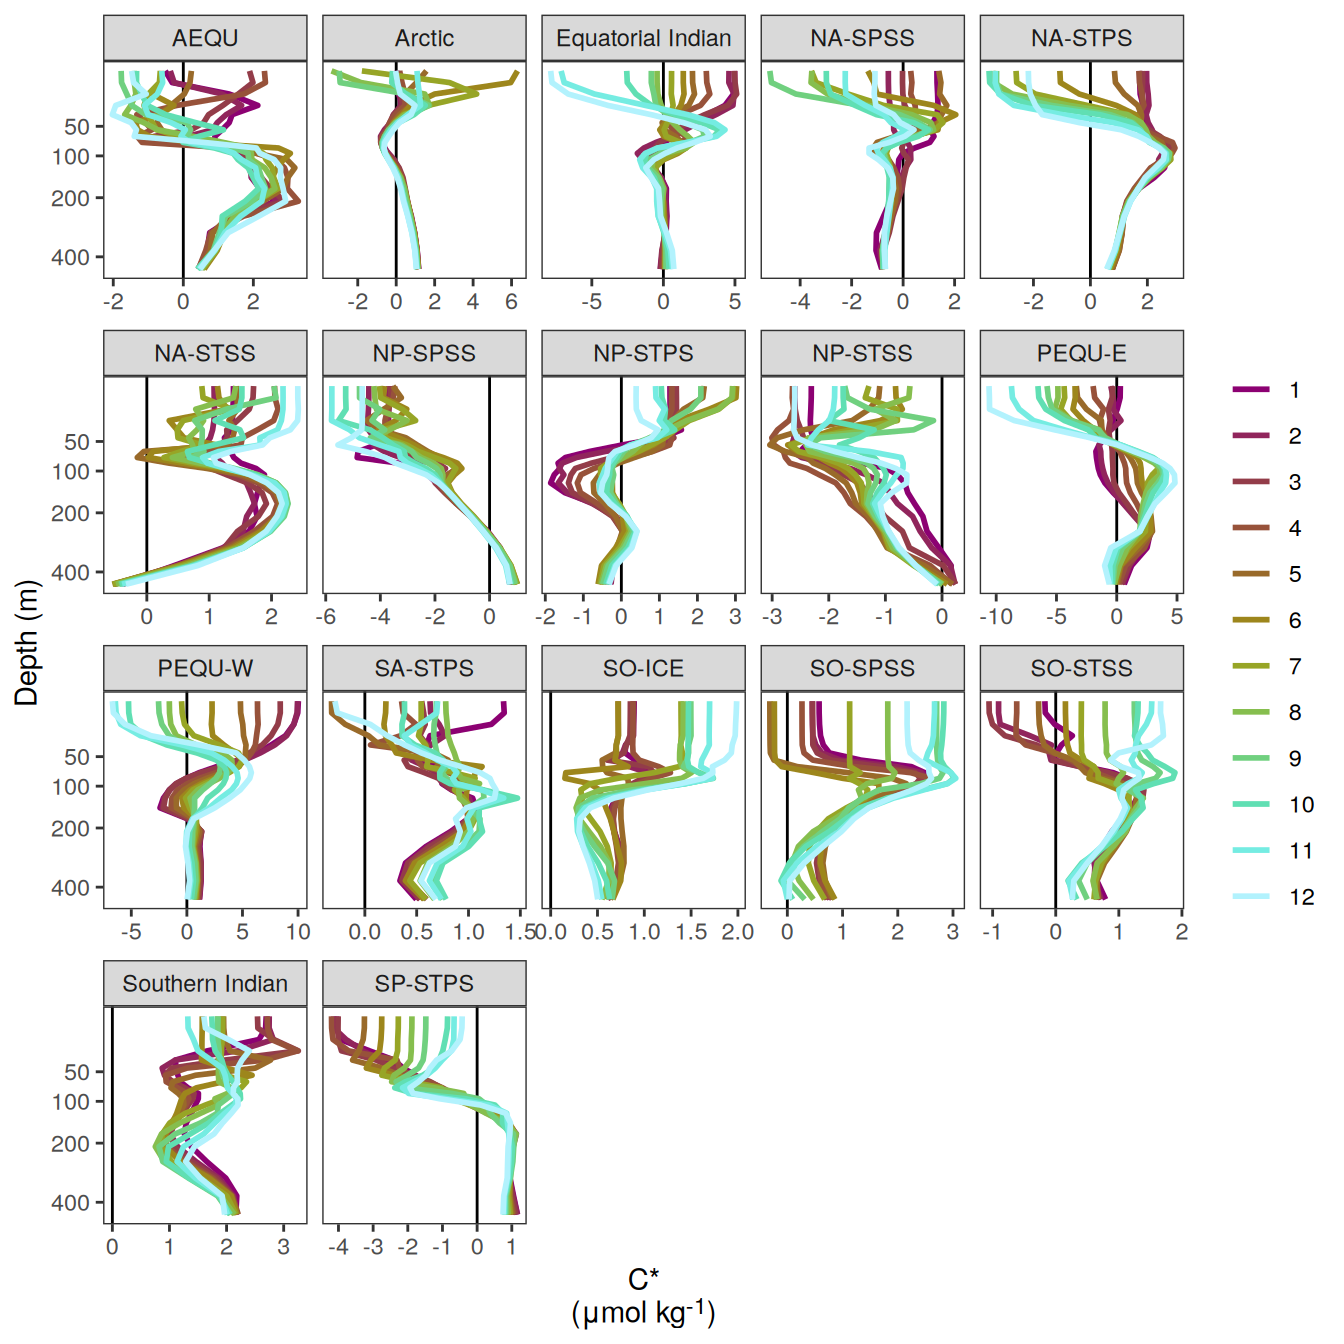 AEQU Arctic Equatorial Indian NA-SPSS NA-STPS
50
100
200
400
-2 0 2 -2 0 2 4 6 -5 0 5 -4 -2 0 2 -2 0 2
NA-STSS NP-SPSS NP-STPS NP-STSS PEQU-E
50
100
200
400
0 1 2 -6 -4 -2 0 -2 -1 0 1 2 3 -3 -2 -1 0 -10 -5 0 5
PEQU-W SA-STPS SO-ICE SO-SPSS SO-STSS
50
100
200
400
-5 0 5 10 0.0 0.5 1.0 1.5 0.0 0.5 1.0 1.5 2.0 0 1 2 3 -1 0 1 2
Southern Indian SP-STPS
50
100
200
400
0 1 2 3 -4 -3 -2 -1 0 1
Depth (m)
C*
(μmol kg⁻¹)
1
2
3
4
5
6
7
8
9
10
11
12